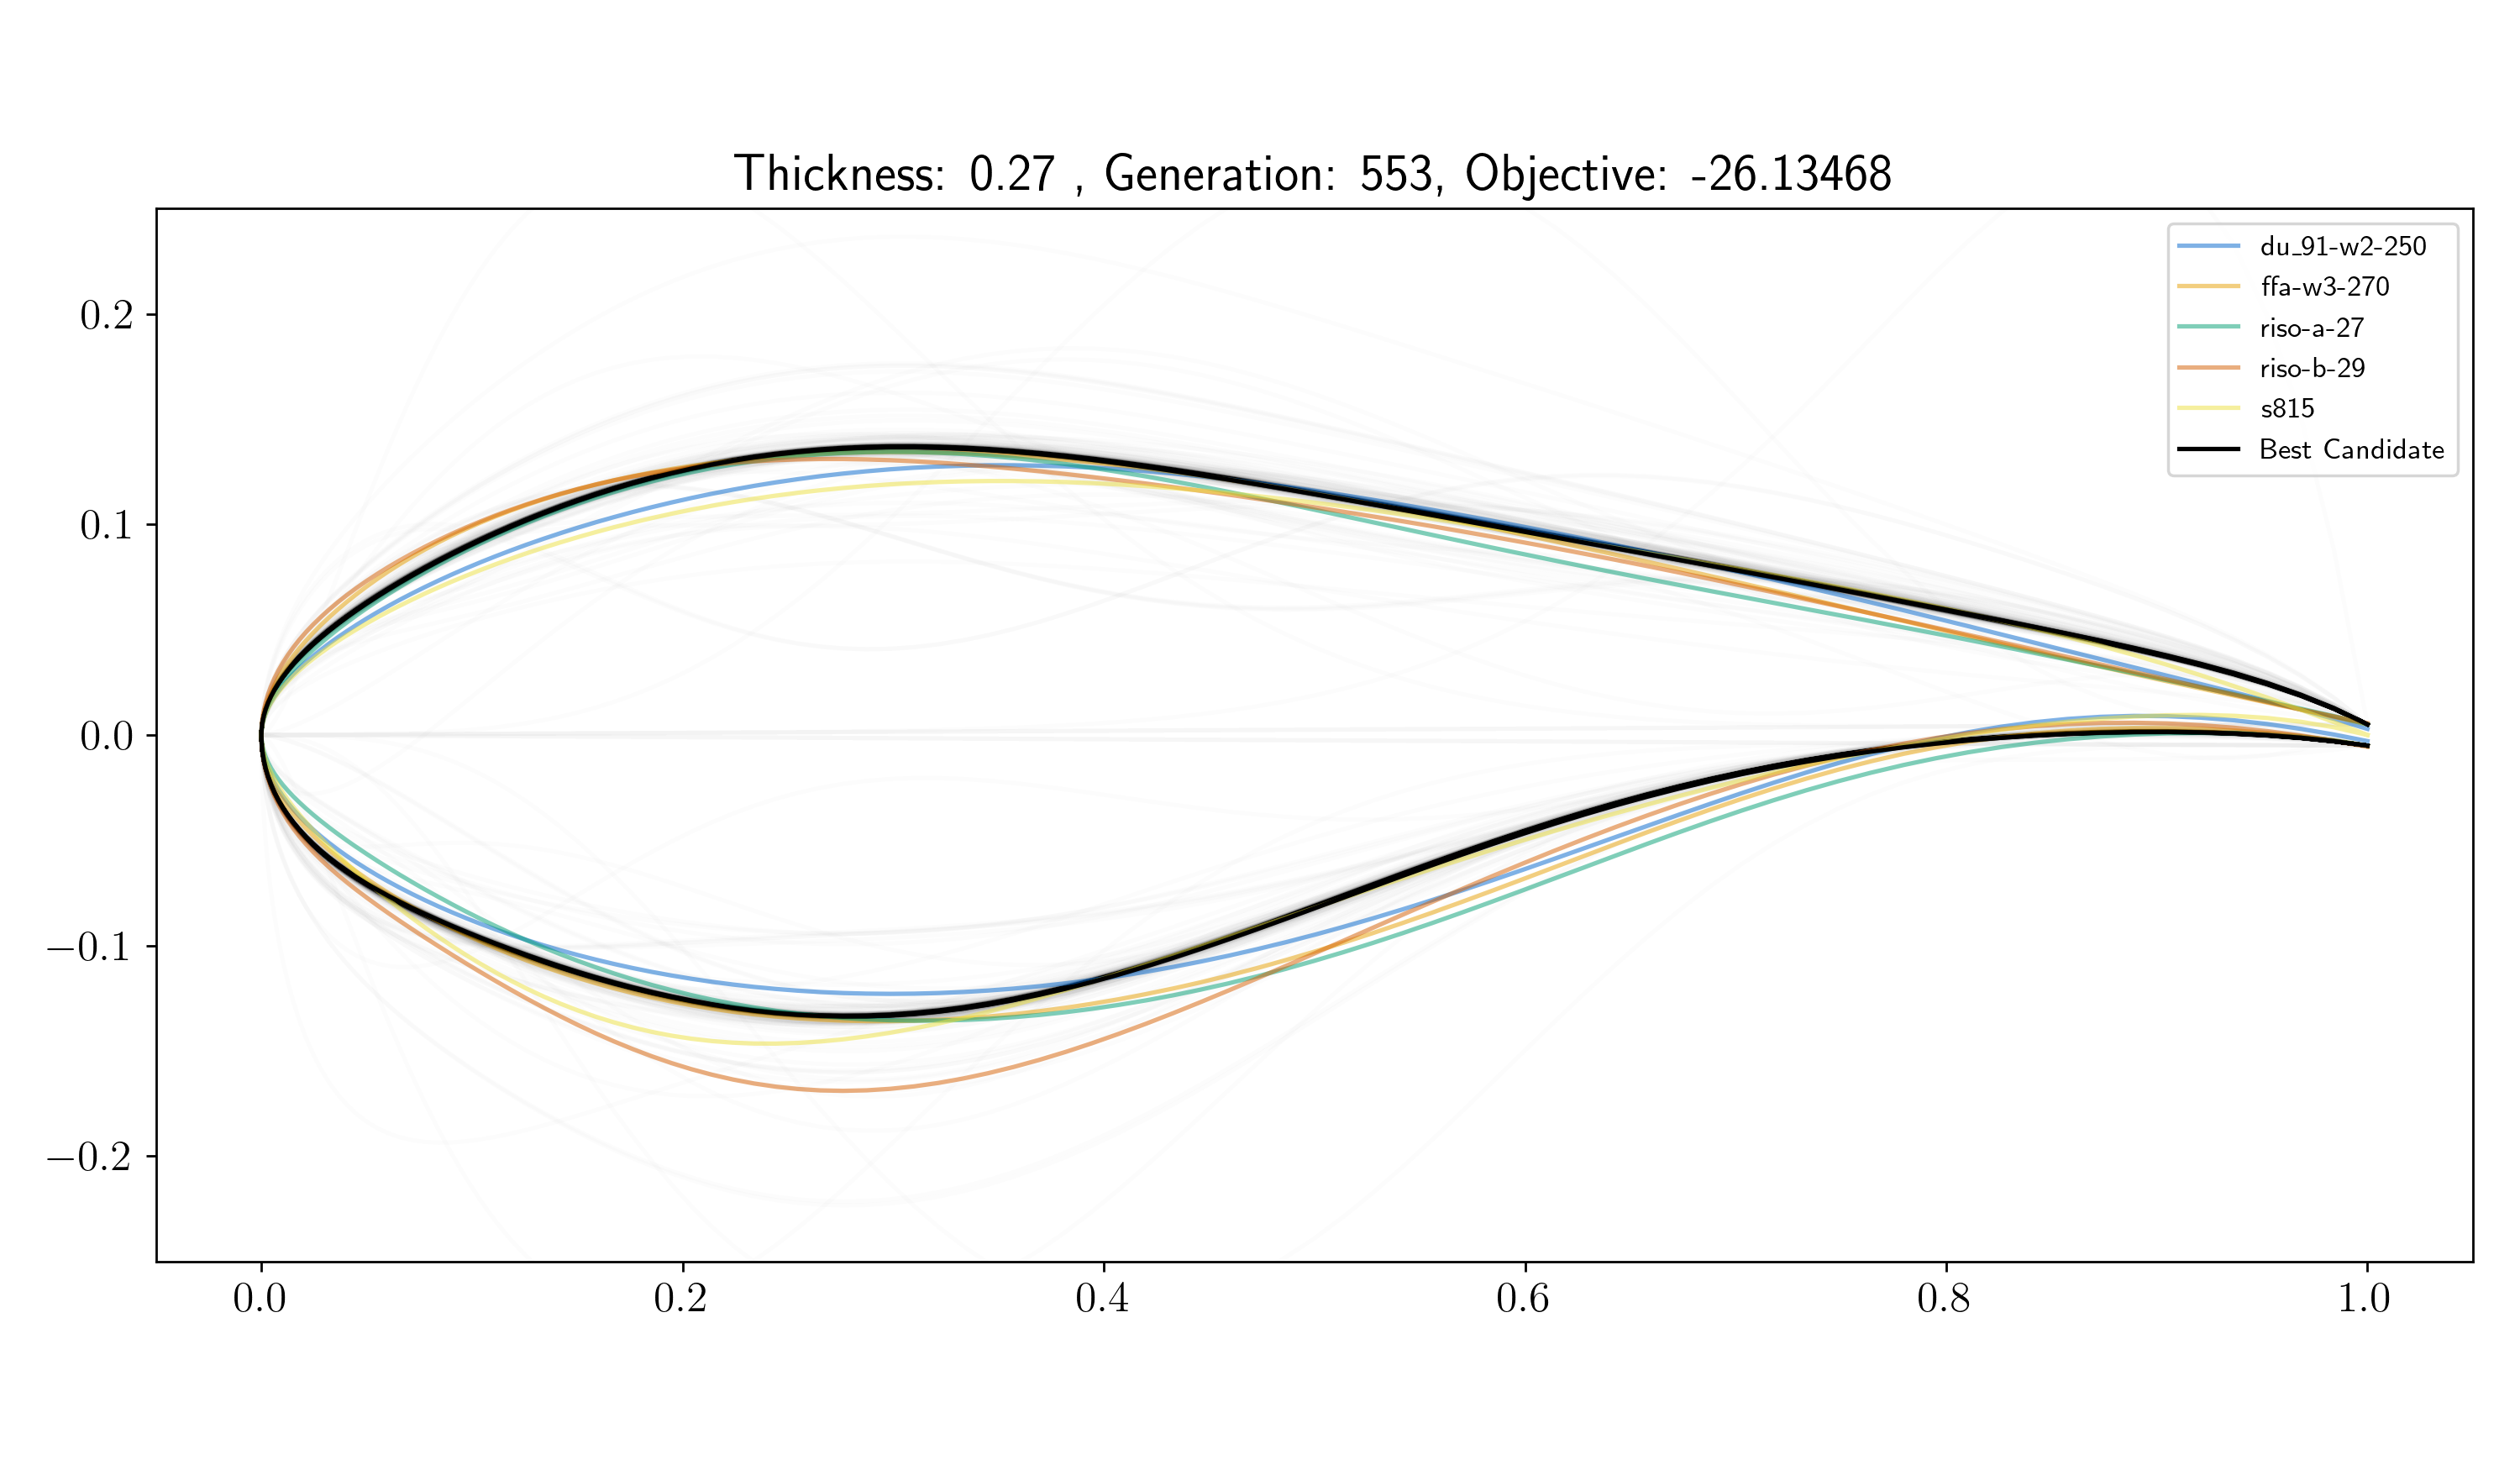 Thickness: 0.27 , Generation: 553, Objective: -26.13468
du_91-w2-250
ffa-w3-270
riso-a-27
riso-b-29
s815
Best Candidate
0.2
0.1
0.0
−0.1
−0.2
0.0 0.2 0.4 0.6 0.8 1.0